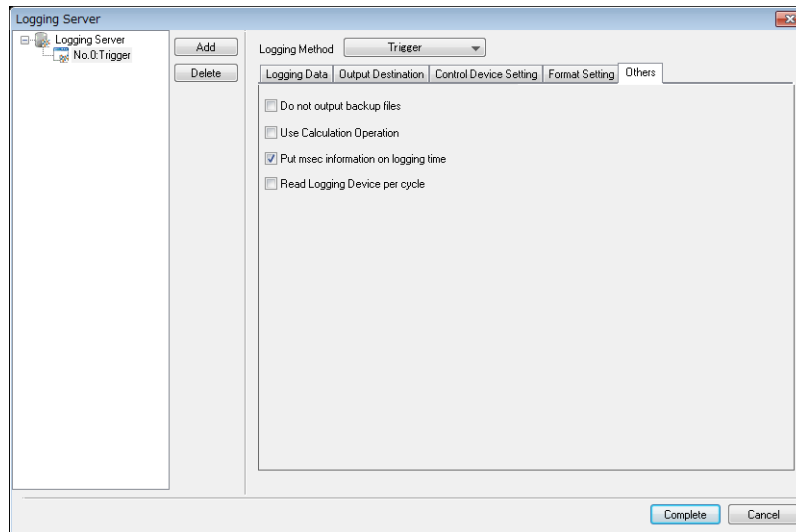 Logging Server
Logging Server
No.0:Trigger
Add
Delete
Logging Method Trigger
Logging Data Output Destination Control Device Setting Format Setting Others
Do not output backup files
Use Calculation Operation
Put msec information on logging time
Read Logging Device per cycle
Complete Cancel